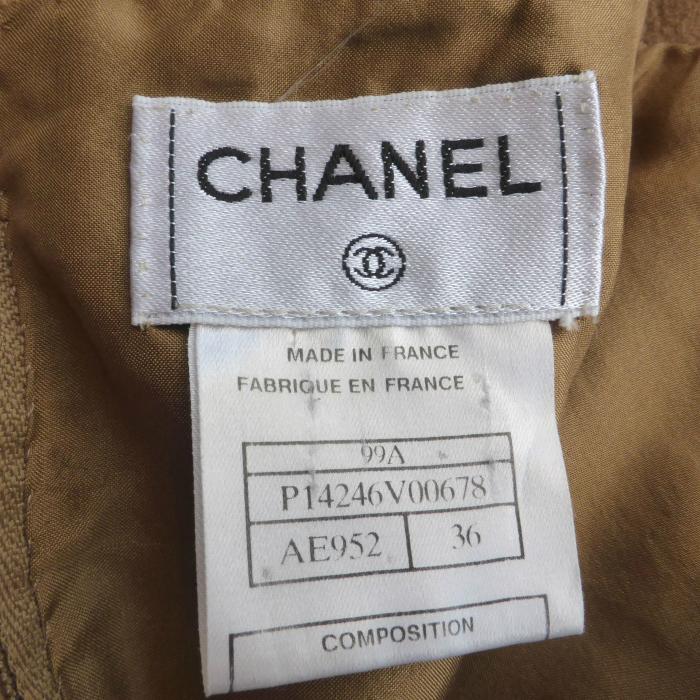 CHANEL
MADE IN FRANCE
FABRIQUE EN FRANCE
99A
P14246V00678
AE952 36
COMPOSITION